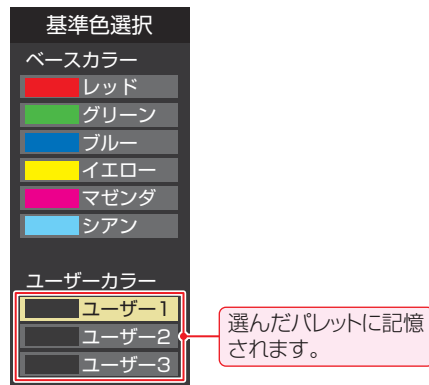 基準色選択
ベースカラー
レッド
グリーン
ブルー
イエロー
マゼンダ
シアン
ユーザーカラー
ユーザー1
ユーザー2
ユーザー3
選んだパレットに記憶
されます。